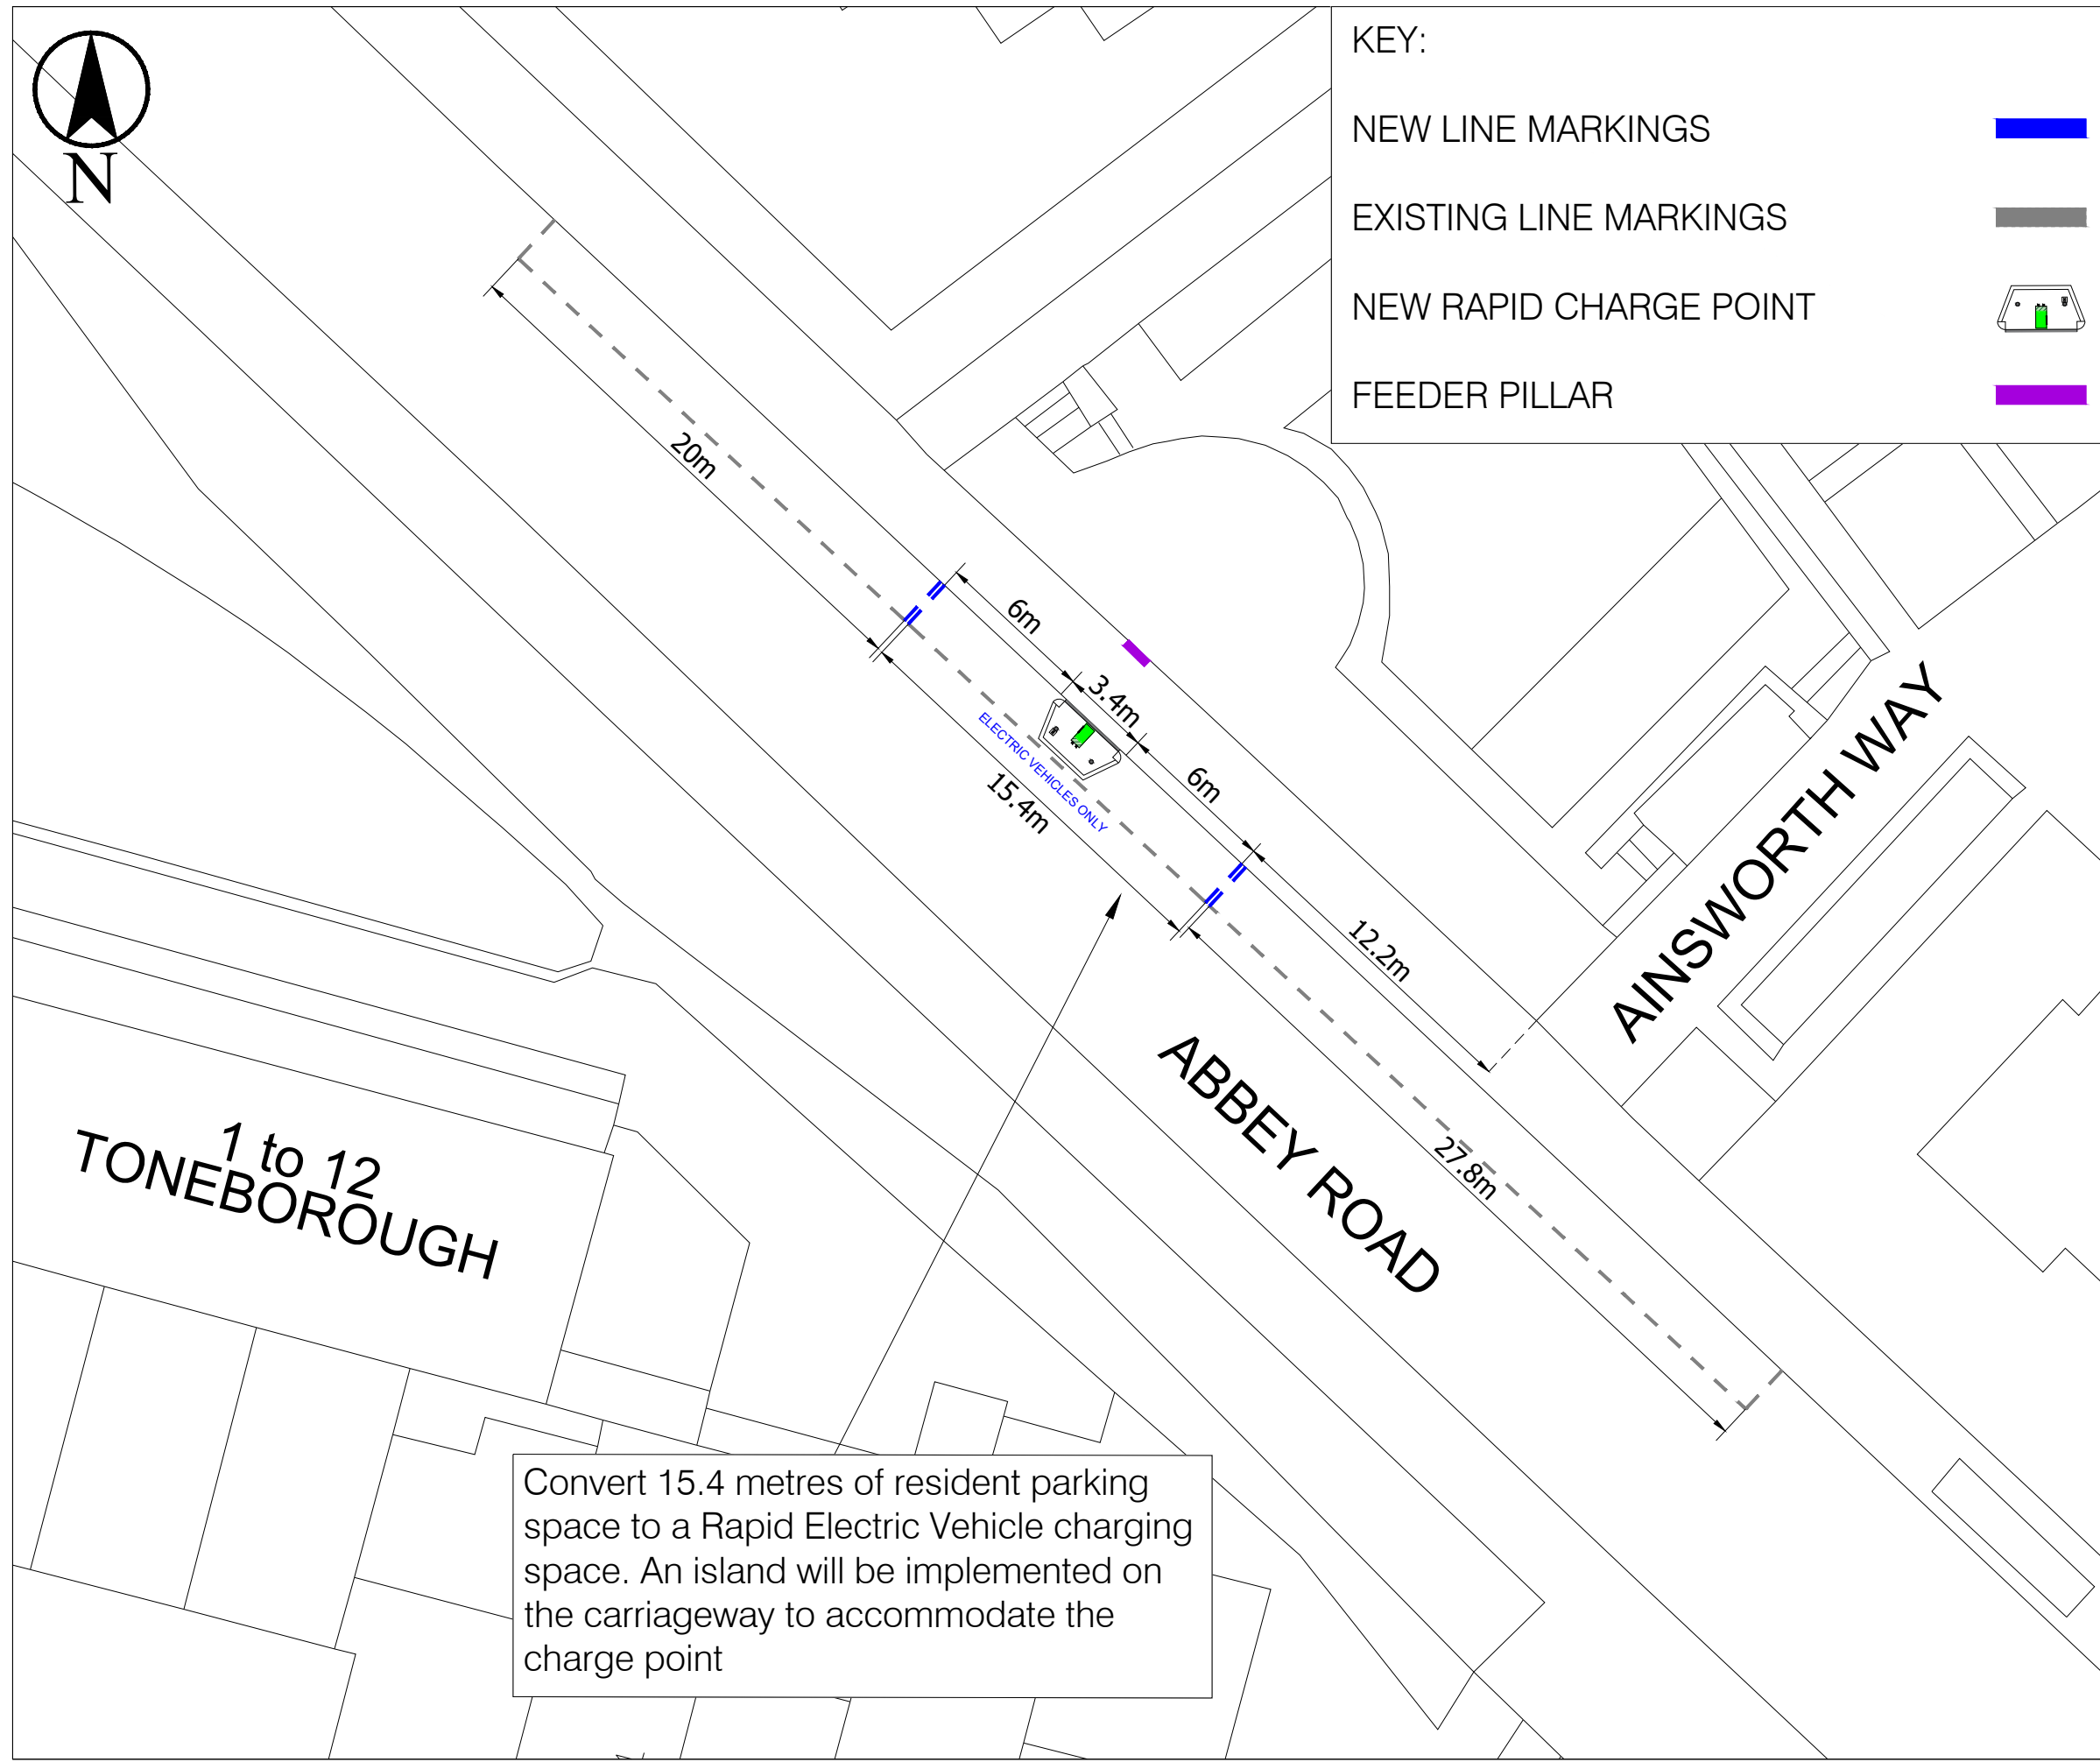 KEY:
N
NEW LINE MARKINGS
EXISTING LINE MARKINGS
NEW RAPID CHARGE POINT
FEEDER PILLAR
20m
6m
3.4m
6m
ELECTRIC VEHICLES ONLY
15.4m
12.2m
AINSWORTH WAY
ABBEY ROAD
27.8m
1 to 12
TONEBOROUGH
Convert 15.4 metres of resident parking
space to a Rapid Electric Vehicle charging
space. An island will be implemented on
the carriageway to accommodate the
charge point